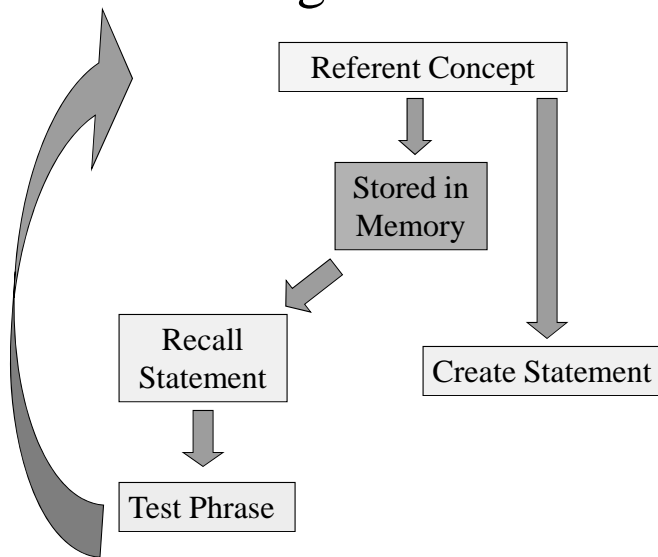 Referent Concept
Stored in
Memory
Recall
Statement
Create Statement
Test Phrase